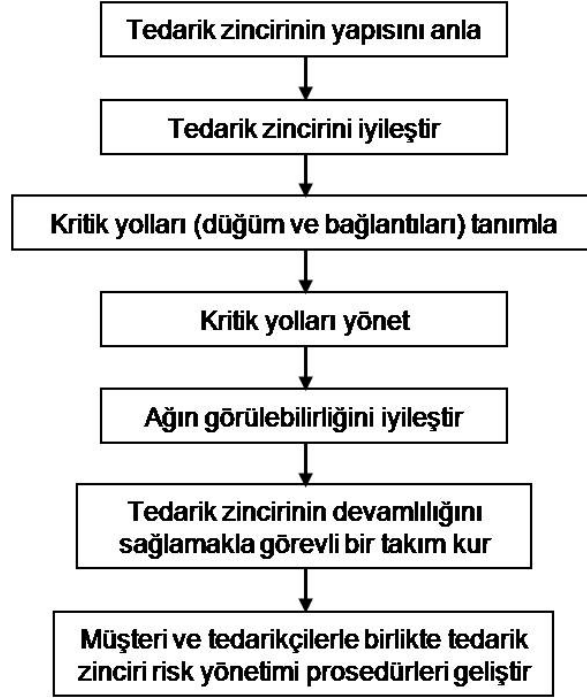 Tedarik zincirinin yapısını anla
Tedarik zincirini iyileştir
Kritik yolları (düğüm ve bağlantıları) tanımla
Kritik yolları yönet
Ağın görülebilirliğini iyileştir
Tedarik zincirinin devamlılığını
sağlamakla görevli bir takım kur
Müşteri ve tedarikçilerle birlikte tedarik
zinciri risk yönetimi prosedürleri geliştir